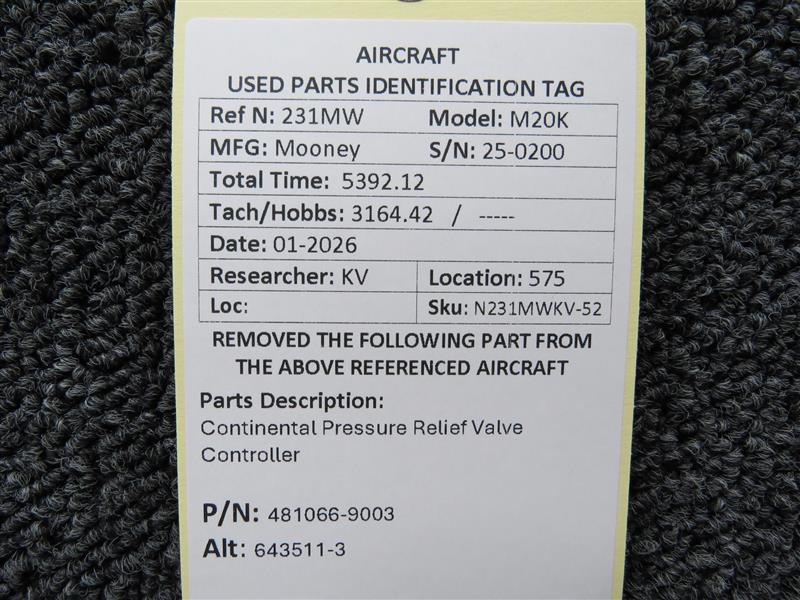 AIRCRAFT
USED PARTS IDENTIFICATION TAG
Ref N: 231MW Model: M20K
MFG: Mooney S/N: 25-0200
Total Time: 5392.12
Tach/Hobbs: 3164.42 / -----
Date: 01-2026
Researcher: KV Location: 575
Loc: Sku: N231MWKV-52
REMOVED THE FOLLOWING PART FROM
THE ABOVE REFERENCED AIRCRAFT
Parts Description:
Continental Pressure Relief Valve
Controller
P/N: 481066-9003
Alt: 643511-3